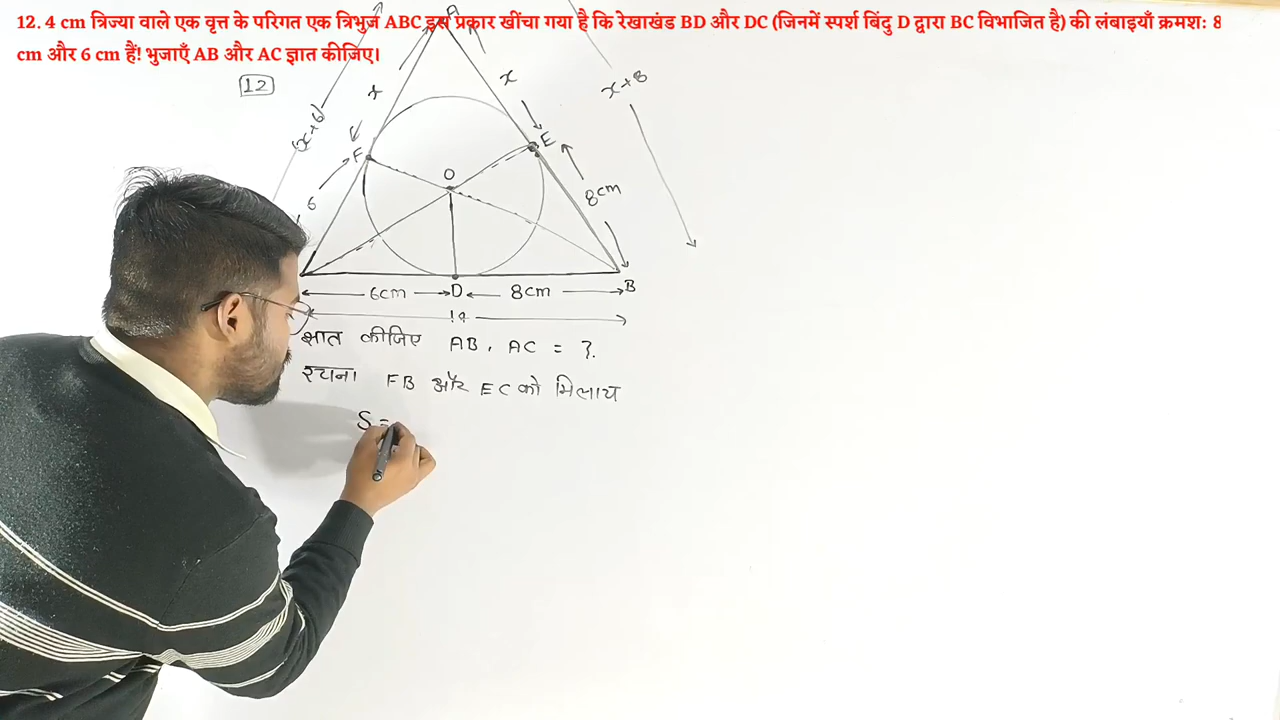 12. 4 cm त्रिज्या वाले एक वृत्त के परिगत एक त्रिभुज ABC इस प्रकार खींचा गया है कि रेखाखंड BD और DC (जिनमें स्पर्श बिंदु D द्वारा BC विभाजित है) की लंबाइयाँ क्रमशः 8
cm और 6 cm हैं! भुजाएँ AB और AC ज्ञात कीजिए।
12
A
x
x
x+8
(x+6)
F
E
O
6
8cm
6cm
D
8cm
B
14
ज्ञात कीजिए AB, AC = ?.
रचना FB और EC को मिलाय
S =